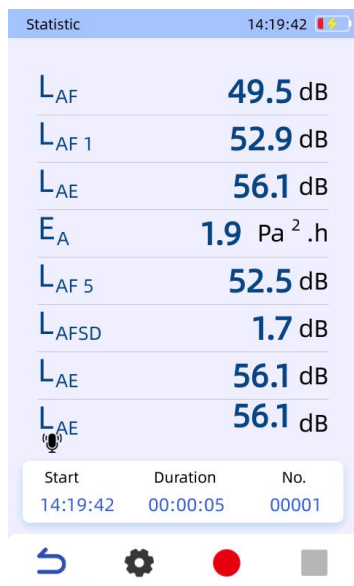 Statistic 14:19:42
LAF 49.5 dB
LAF 1 52.9 dB
LAE 56.1 dB
EA 1.9 Pa 2 .h
LAF 5 52.5 dB
LAFSD 1.7 dB
LAE 56.1 dB
LAE 56.1 dB
Start Duration No.
14:19:42 00:00:05 00001